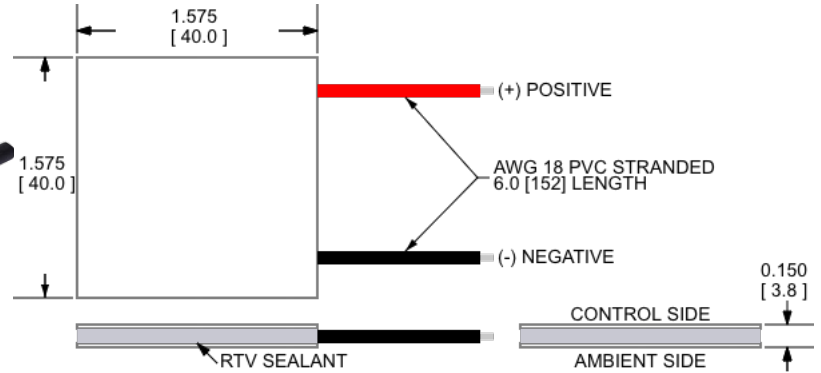 1.575
[ 40.0 ]
(+) POSITIVE
1.575
[ 40.0 ]
AWG 18 PVC STRANDED
6.0 [152] LENGTH
(-) NEGATIVE
0.150
[ 3.8 ]
CONTROL SIDE
RTV SEALANT
AMBIENT SIDE